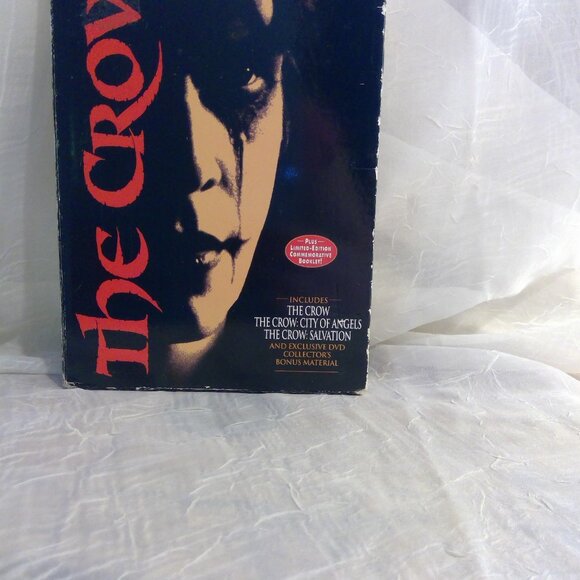 THE CROW
PLUS
LIMITED-EDITION
COMMEMORATIVE
BOOKLET!
INCLUDES
THE CROW
THE CROW: CITY OF ANGELS
THE CROW: SALVATION
AND EXCLUSIVE DVD
COLLECTOR'S
BONUS MATERIAL